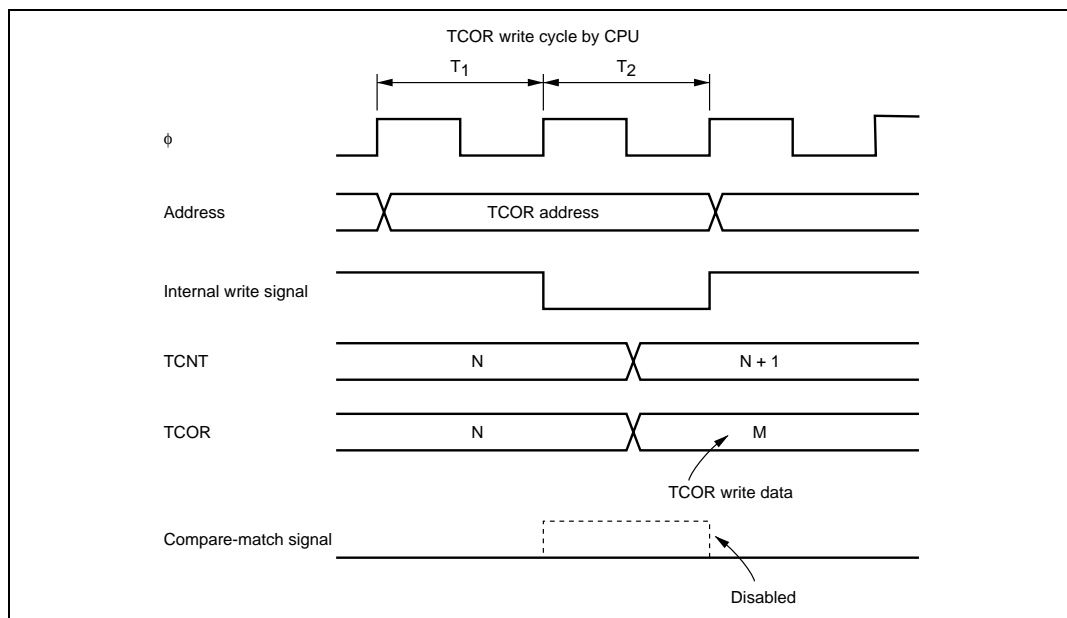 TCOR write cycle by CPU
T1 T2
ϕ
Address TCOR address
Internal write signal
TCNT N N + 1
TCOR N M
TCOR write data
Compare-match signal
Disabled